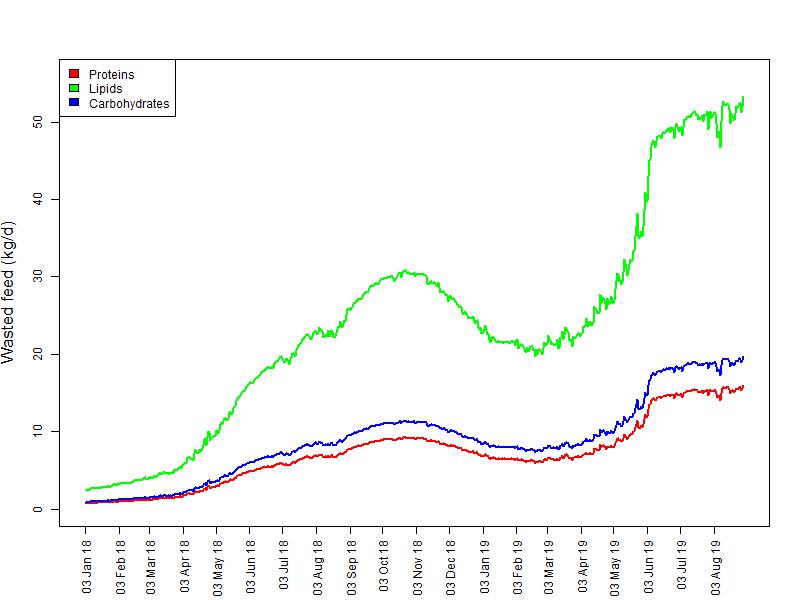 Proteins
Lipids
Carbohydrates
Wasted feed (kg/d)
50
40
30
20
10
0
03 Jan 18
03 Feb 18
03 Mar 18
03 Apr 18
03 May 18
03 Jun 18
03 Jul 18
03 Aug 18
03 Sep 18
03 Oct 18
03 Nov 18
03 Dec 18
03 Jan 19
03 Feb 19
03 Mar 19
03 Apr 19
03 May 19
03 Jun 19
03 Jul 19
03 Aug 19